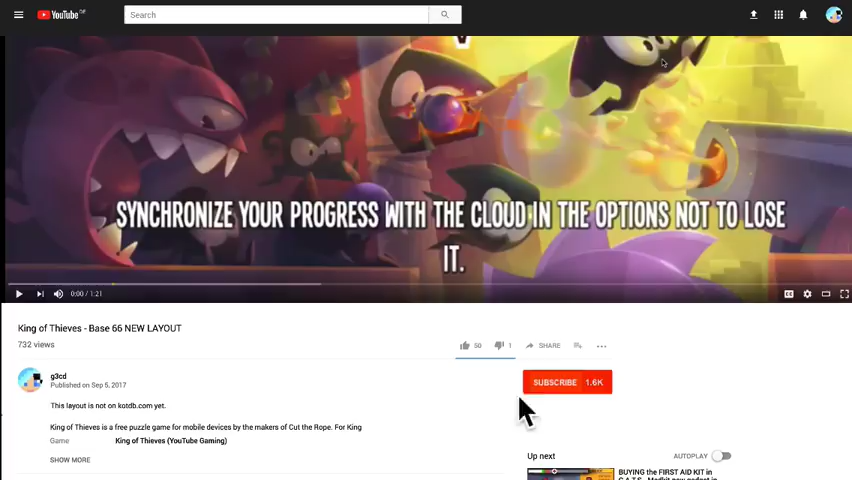 YouTube
Search
SYNCHRONIZE YOUR PROGRESS WITH THE CLOUD IN THE OPTIONS NOT TO LOSE
IT.
0:00 / 1:21
King of Thieves - Base 66 NEW LAYOUT
732 views
50 1 SHARE
g3cd
Published on Sep 5, 2017
SUBSCRIBE 1.6K
This layout is not on kotdb.com yet.
King of Thieves is a free puzzle game for mobile devices by the makers of Cut the Rope. For King
Game King of Thieves (YouTube Gaming)
SHOW MORE
Up next AUTOPLAY
BUYING the FIRST AID KIT in